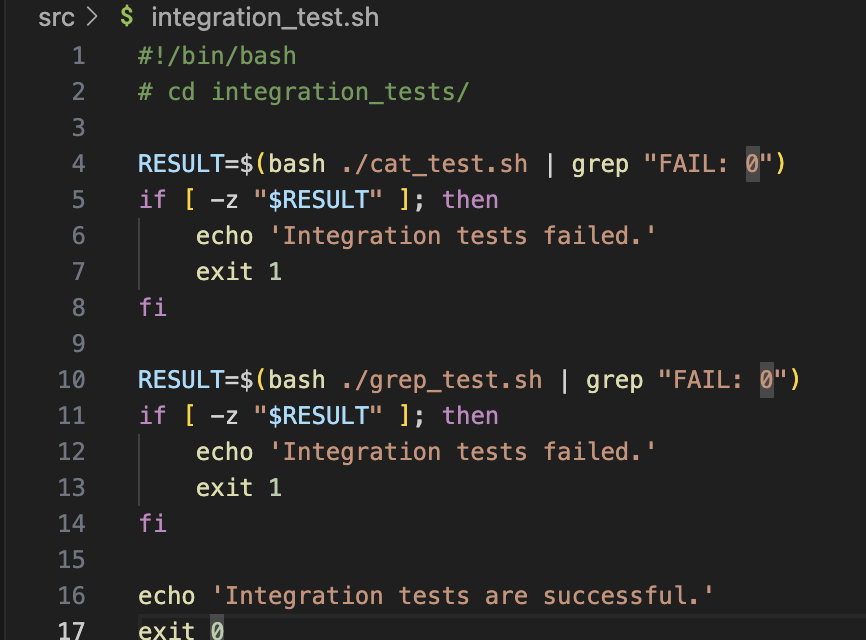 src > $ integration_test.sh
1 #!/bin/bash
2 # cd integration_tests/
3
4 RESULT=$(bash ./cat_test.sh | grep "FAIL: 0")
5 if [ -z "$RESULT" ]; then
6 echo 'Integration tests failed.'
7 exit 1
8 fi
9
10 RESULT=$(bash ./grep_test.sh | grep "FAIL: 0")
11 if [ -z "$RESULT" ]; then
12 echo 'Integration tests failed.'
13 exit 1
14 fi
15
16 echo 'Integration tests are successful.'
17 exit 0